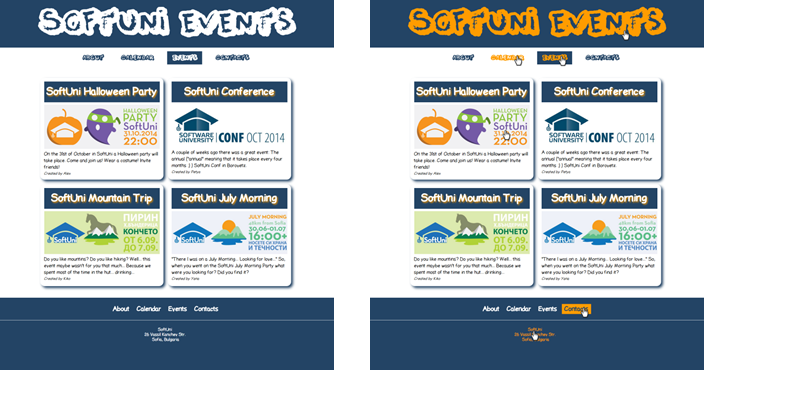 SOFTUNI EVENTS
ABOUT CALENDAR EVENTS CONTACTS
SoftUni Halloween Party
HALLOWEEN
PARTY
SoftUni
31.10.2014
22:00
On the 31st of October in SoftUni a Halloween party will
take place. Come and join us! Wear a costume! Invite
friends!
Created by Alex
SoftUni Conference
SOFTWARE
UNIVERSITY
CONF OCT 2014
A couple of weeks ago there was a great event: The
annual ("annual" meaning that it takes place every four
months :) ) SoftUni Conf in Borovets.
Created by Patya
SoftUni Mountain Trip
SoftUni
ПИРИН
КОНЧЕТО
ОТ 6.09.
ДО 7.09.
Do you like mountains? Do you like hiking? Well... this
event maybe wasn't for you that much... Because we
spent most of the time in the hut... drinking...
Created by Kiko
SoftUni July Morning
SoftUni
JULY MORNING
30.06-01.07
16:00+
НОСЕТЕ СИ ХРАНА
И ТЕЧНОСТИ
"There I was on a July Morning... Looking for love..." So,
when you went on the SoftUni July Morning Party what
were you looking for? Did you find it?
Created by Yana
About Calendar Events Contacts
SoftUni
Sofia, Bulgaria
SOFTUNI EVENTS
ABOUT CALENDAR EVENTS CONTACTS
SoftUni Halloween Party
HALLOWEEN
PARTY
SoftUni
31.10.2014
22:00
On the 31st of October in SoftUni a Halloween party will
take place. Come and join us! Wear a costume! Invite
friends!
Created by Alex
SoftUni Conference
SOFTWARE
UNIVERSITY
CONF OCT 2014
A couple of weeks ago there was a great event: The
annual ("annual" meaning that it takes place every four
months :) ) SoftUni Conf in Borovets.
Created by Patya
SoftUni Mountain Trip
SoftUni
ПИРИН
КОНЧЕТО
ОТ 6.09.
ДО 7.09.
Do you like mountains? Do you like hiking? Well... this
event maybe wasn't for you that much... Because we
spent most of the time in the hut... drinking...
Created by Kiko
SoftUni July Morning
SoftUni
JULY MORNING
30.06-01.07
16:00+
НОСЕТЕ СИ ХРАНА
И ТЕЧНОСТИ
"There I was on a July Morning... Looking for love..." So,
when you went on the SoftUni July Morning Party what
were you looking for? Did you find it?
Created by Yana
About Calendar Events Contacts
SoftUni
Sofia, Bulgaria